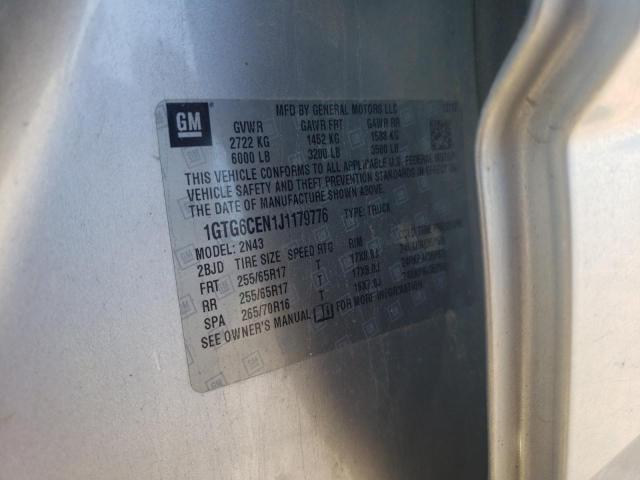 GM
MFD BY GENERAL MOTORS LLC
GVWR GAWR FRT GAWR RR
2722 KG 1452 KG 1588 KG
6000 LB 3200 LB 3500 LB
THIS VEHICLE CONFORMS TO ALL APPLICABLE U.S. FEDERAL MOTOR
VEHICLE SAFETY AND THEFT PREVENTION STANDARDS IN EFFECT ON
THE DATE OF MANUFACTURE SHOWN ABOVE.
1GTG6CEN1J1179776 TYPE: TRUCK
MODEL: 2N43
2BJD TIRE SIZE SPEED RTG RIM
FRT 255/65R17 T 17X8.0J
RR 255/65R17 T 17X8.0J
SPA 265/70R16 T 16X7.0J
SEE OWNER'S MANUAL FOR MORE INFORMATION.